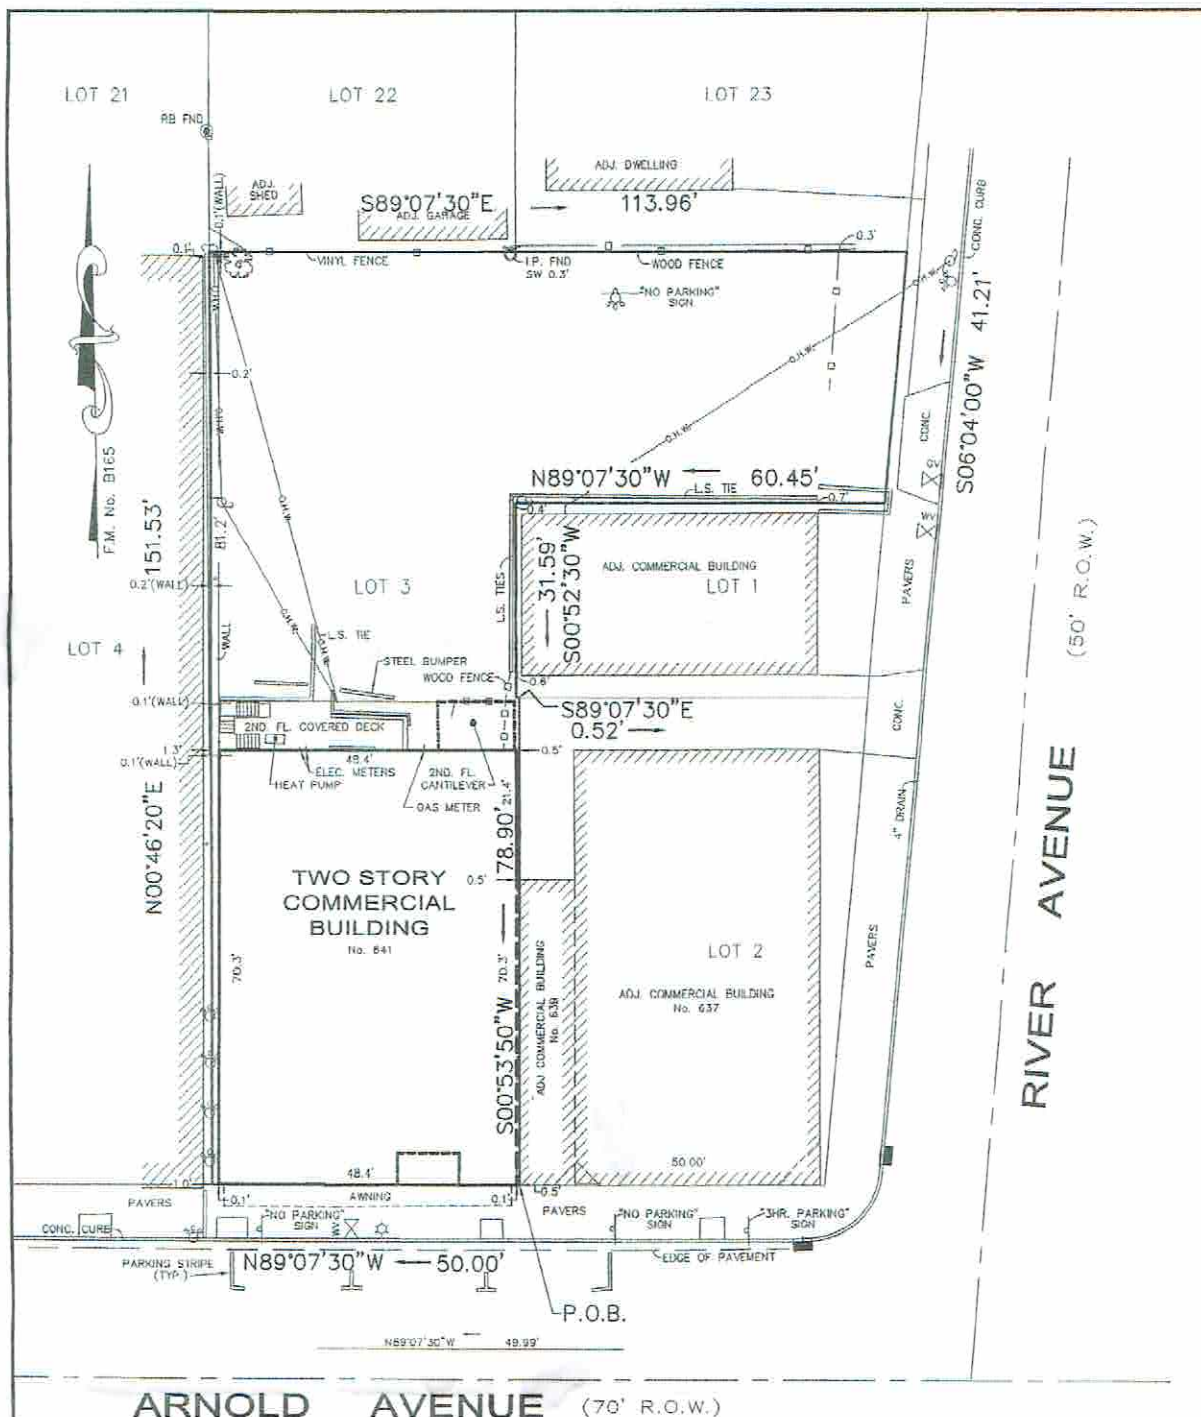 LOT 21
LOT 22
LOT 23
RB FND
ADJ. DWELLING
ADJ.
SHED
0.1'(WALL)
S89°07'30"E
113.96'
ADJ. GARAGE
CONC. CURB
0.1'
VINYL FENCE
I.P. FND
SW 0.3'
WOOD FENCE
0.3'
O.H.W.
"NO PARKING"
SIGN
S06°04'00"W 41.21'
0.2'
O.H.W.
O.H.W.
CONC.
F.M. No. B165
N89°07'30"W
60.45'
L.S. TIE
0.7'
0.4'
WV
151.53'
81.2'
O.H.W.
31.59'
S00°52'30"W
ADJ. COMMERCIAL BUILDING
LOT 1
PAVERS
(50' R.O.W.)
0.2'(WALL)
LOT 3
L.S. TIES
O.H.W.
O.H.W.
WALL
L.S. TIE
LOT 4
STEEL BUMPER
WOOD FENCE
0.6'
0.1'(WALL)
S89°07'30"E
0.52'
CONC.
2ND. FL. COVERED DECK
1.3'
0.1'(WALL)
48.4'
0.5'
ELEC. METERS
HEAT PUMP
2ND. FL.
CANTILEVER
GAS METER
21.4'
78.90'
4" DRAIN
N00°46'20"E
TWO STORY
COMMERCIAL
BUILDING
No. 641
0.5'
RIVER AVENUE
PAVERS
70.3'
70.3'
S00°53'50"W
ADJ COMMERCIAL BUILDING
No. 639
LOT 2
ADJ. COMMERCIAL BUILDING
No. 637
50.00'
48.4'
1.0'
0.1'
AWNING
0.1'
0.5'
PAVERS
PAVERS
CONC. CURB
"NO PARKING"
SIGN
WV
"NO PARKING"
SIGN
"3HR. PARKING"
SIGN
EDGE OF PAVEMENT
PARKING STRIPE
(TYP.)
N89°07'30"W
50.00'
P.O.B.
N89°07'30"W
49.99'
ARNOLD AVENUE (70' R.O.W.)